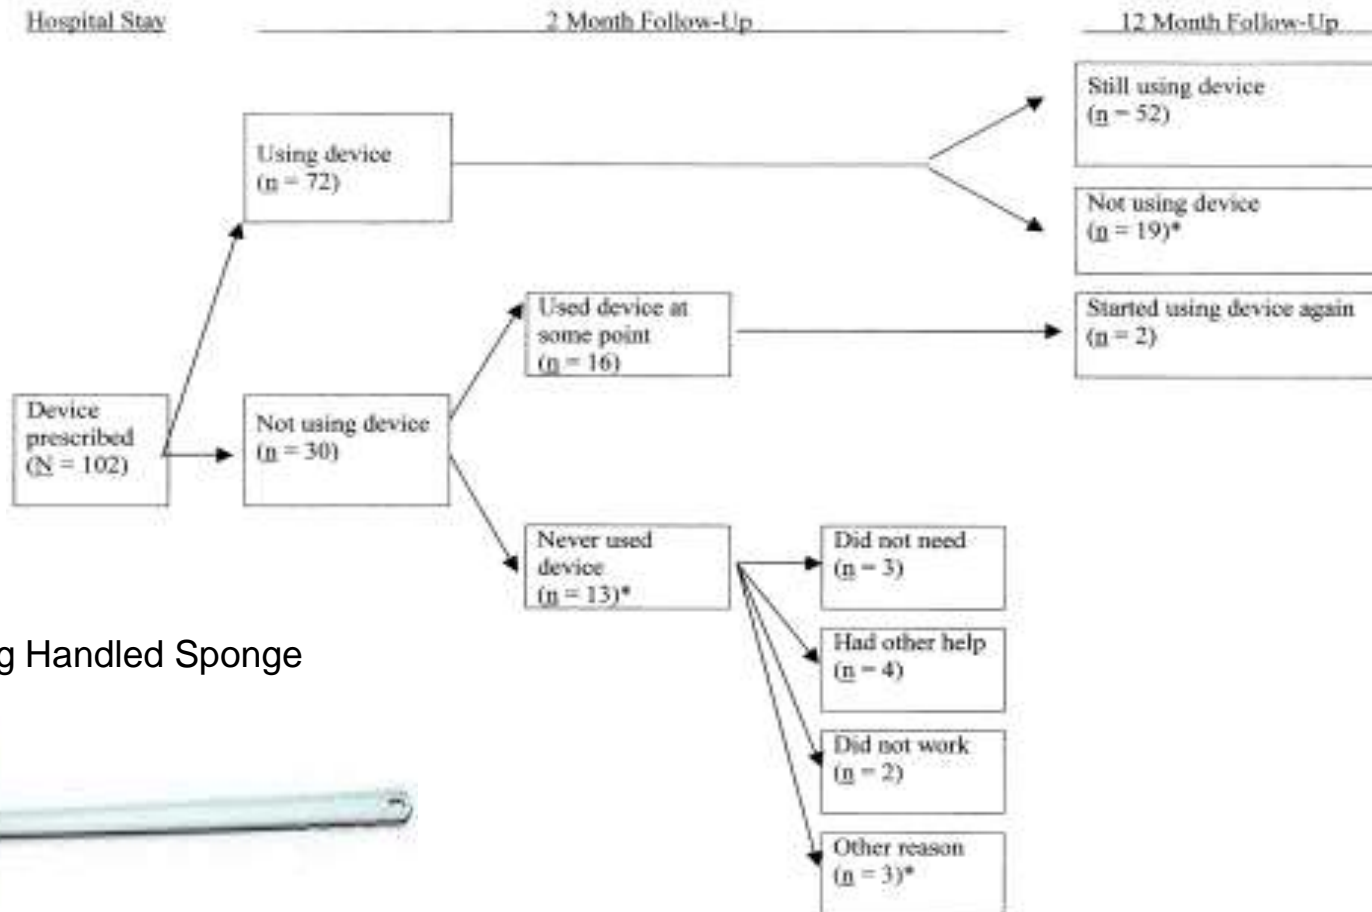 Hospital Stay
2 Month Follow-Up
12 Month Follow-Up
Using device
(n = 72)
Still using device
(n = 52)
Not using device
(n = 19)*
Used device at
some point
(n = 16)
Started using device again
(n = 2)
Device
prescribed
(N = 102)
Not using device
(n = 30)
Never used
device
(n = 13)*
Did not need
(n = 3)
Had other help
(n = 4)
Did not work
(n = 2)
Other reason
(n = 3)*
g Handled Sponge